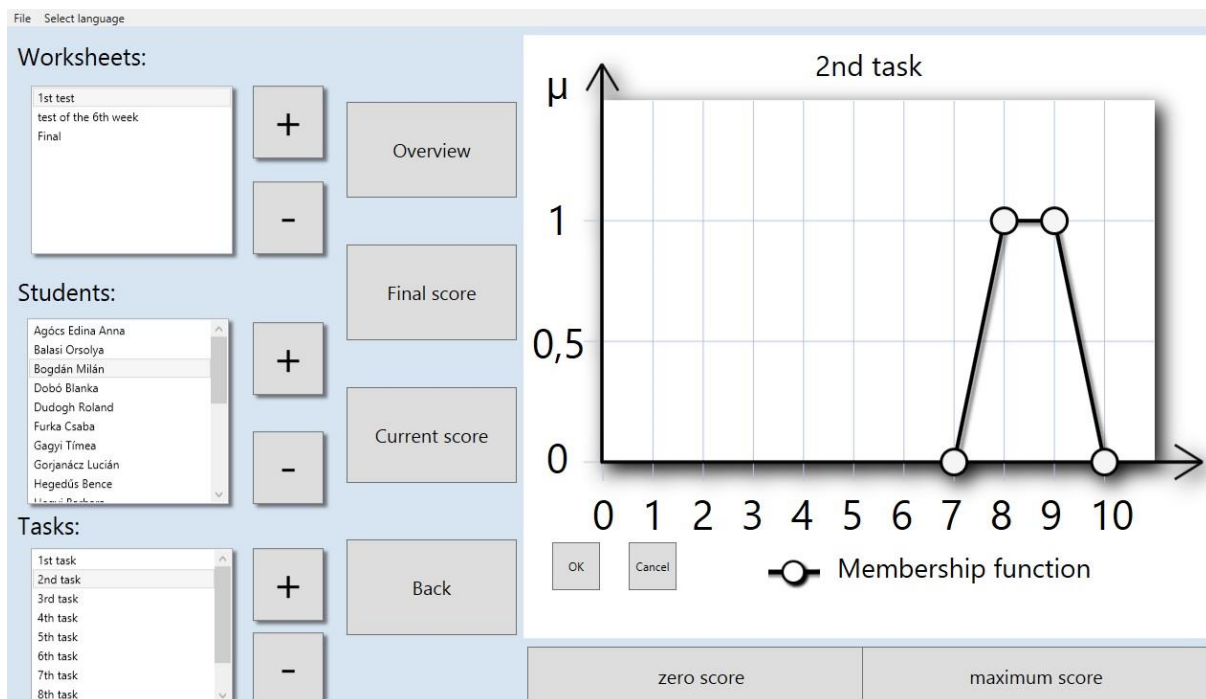 File Select language
Worksheets:
1st test
test of the 6th week
Final
+
-
Students:
Agócs Edina Anna
Balasi Orsolya
Bogdán Milán
Dobó Blanka
Dudogh Roland
Furka Csaba
Gagyi Tímea
Gorjanácz Lucián
Hegedűs Bence
+
-
Tasks:
1st task
2nd task
3rd task
4th task
5th task
6th task
7th task
8th task
+
-
Overview
Final score
Current score
Back
2nd task
μ
1
0,5
0
0 1 2 3 4 5 6 7 8 9 10
OK Cancel
Membership function
zero score maximum score